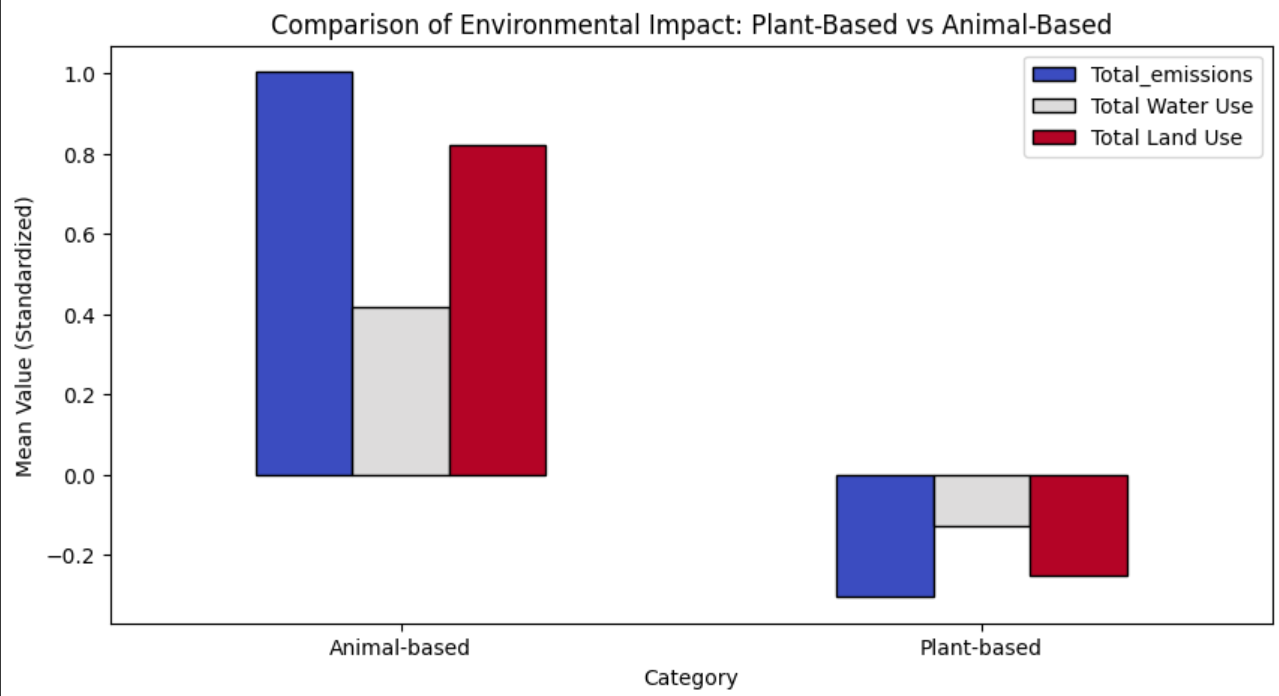 Comparison of Environmental Impact: Plant-Based vs Animal-Based
Total_emissions
Total Water Use
Total Land Use
Mean Value (Standardized)
1.0
0.8
0.6
0.4
0.2
0.0
−0.2
Animal-based
Plant-based
Category